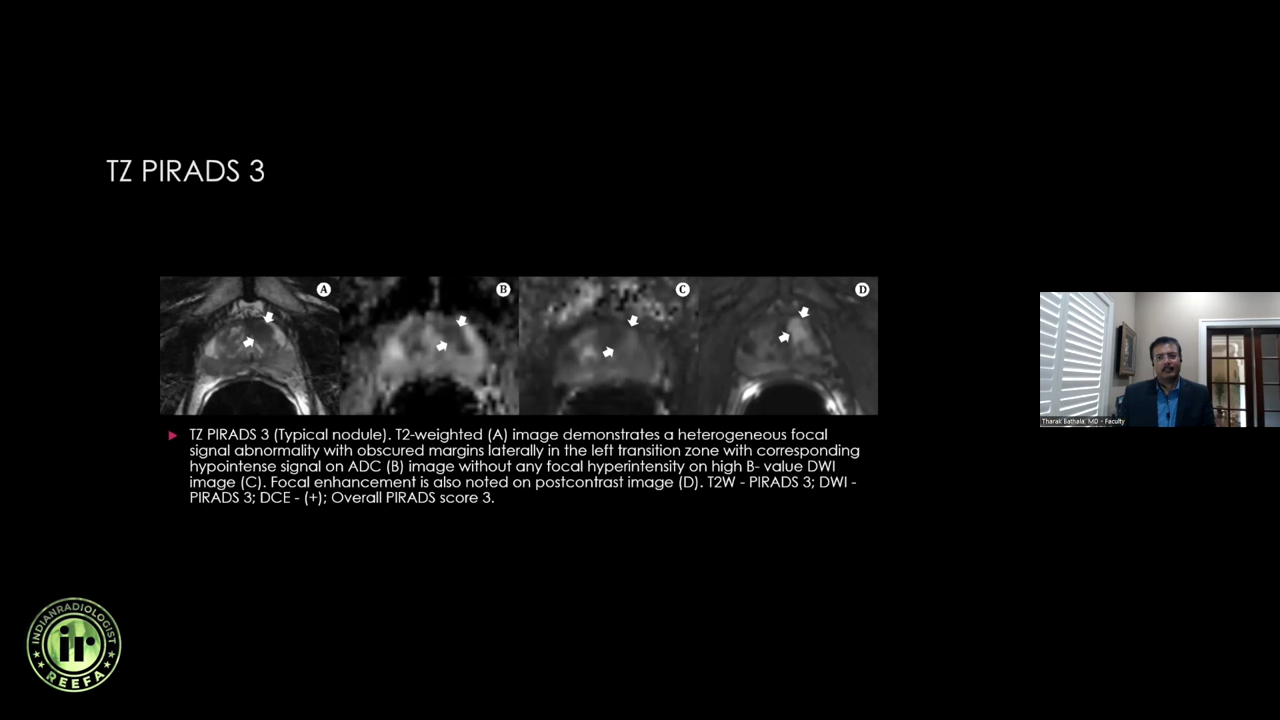 TZ PIRADS 3
A
B
C
D
TZ PIRADS 3 (Typical nodule). T2-weighted (A) image demonstrates a heterogeneous focal
signal abnormality with obscured margins laterally in the left transition zone with corresponding
hypointense signal on ADC (B) image without any focal hyperintensity on high B- value DWI
image (C). Focal enhancement is also noted on postcontrast image (D). T2W - PIRADS 3; DWI -
PIRADS 3; DCE - (+); Overall PIRADS score 3.
Tharak Bathala, MD - Faculty
INDIANRADIOLOGIST
ir
REEFA